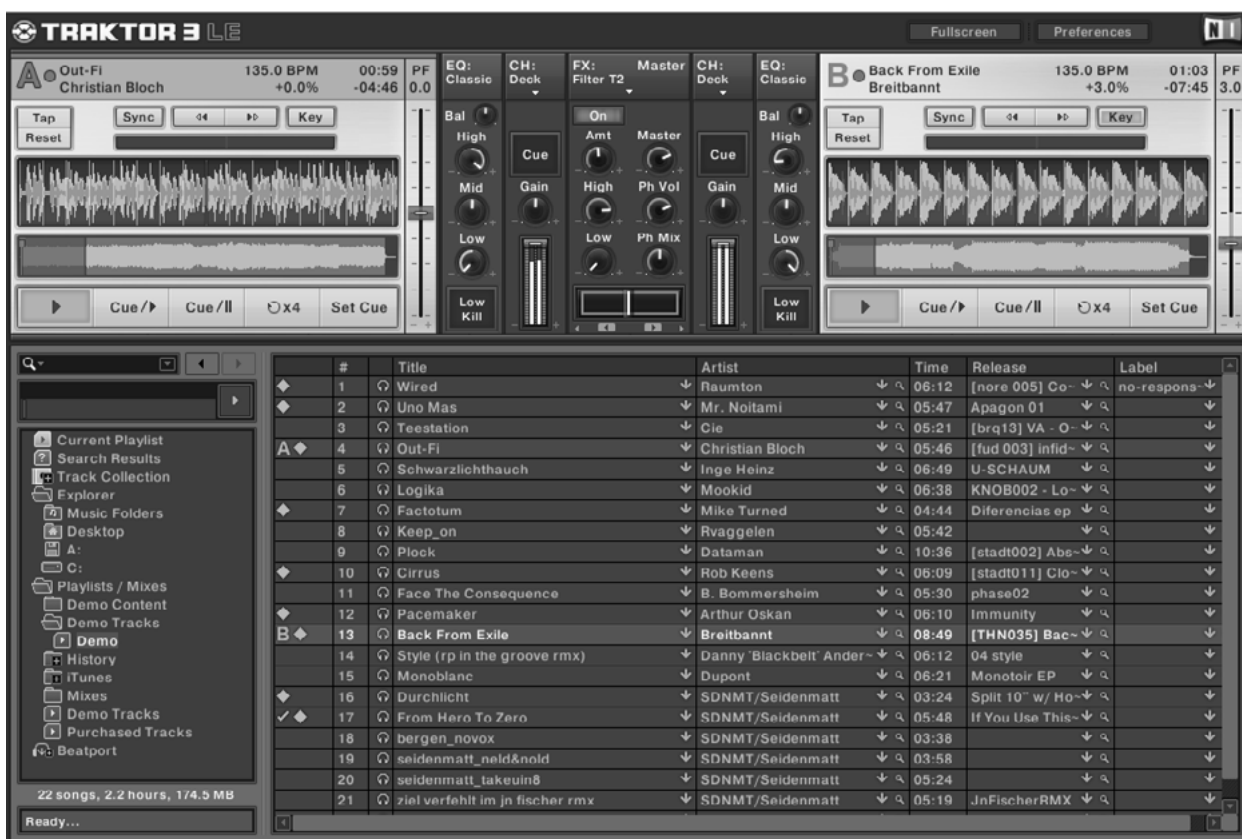 TRAKTOR 3 LE
Fullscreen Preferences NI
A Out-Fi 135.0 BPM 00:59 PF
Christian Bloch +0.0% -04:46 0.0
Tap Sync Key
Reset
Cue/ Cue/ x4 Set Cue
EQ: Classic
Bal
High
Mid
Low
Low Kill
CH: Deck
Cue
Gain
FX: Master
Filter T2
On
Amt Master
High Ph Vol
Low Ph Mix
CH: Deck
Cue
Gain
EQ: Classic
Bal
High
Mid
Low
Low Kill
B Back From Exile 135.0 BPM 01:03 PF
Breitbannt +3.0% -07:45 3.0
Tap Sync Key
Reset
Cue/ Cue/ x4 Set Cue
Current Playlist
Search Results
Track Collection
Explorer
Music Folders
Desktop
A:
C:
Playlists / Mixes
Demo Content
Demo Tracks
Demo
History
iTunes
Mixes
Demo Tracks
Purchased Tracks
Beatport
22 songs, 2.2 hours, 174.5 MB
Ready...
# Title Artist Time Release Label
1 Wired Raumton 06:12 [nore 005] Co~ no-respons~
2 Uno Mas Mr. Noitami 05:47 Apagon 01
3 Teestation Cie 05:21 [brq13] VA - O~
A 4 Out-Fi Christian Bloch 05:46 [fud 003] infid~
5 Schwarzlichthauch Inge Heinz 06:49 U-SCHAUM
6 Logika Mookid 06:38 KNOB002 - Lo~
7 Factotum Mike Turned 04:44 Diferencias ep
8 Keep_on Rvaggelen 05:42
9 Plock Dataman 10:36 [stadt002] Abs~
10 Cirrus Rob Keens 06:09 [stadt011] Clo~
11 Face The Consequence B. Bommersheim 05:30 phase02
12 Pacemaker Arthur Oskan 06:10 Immunity
B 13 Back From Exile Breitbannt 08:49 [THN035] Bac~
14 Style (rp in the groove rmx) Danny `Blackbelt` Ander~ 06:12 04 style
15 Monoblanc Dupont 06:21 Monotoir EP
16 Durchlicht SDNMT/Seidenmatt 03:24 Split 10¨ w/ Ho~
17 From Hero To Zero SDNMT/Seidenmatt 05:48 If You Use This~
18 bergen_novox SDNMT/Seidenmatt 03:38
19 seidenmatt_neld&nold SDNMT/Seidenmatt 03:58
20 seidenmatt_takeuin8 SDNMT/Seidenmatt 05:24
21 ziel verfehlt im jn fischer rmx SDNMT/Seidenmatt 05:19 JnFischerRMX